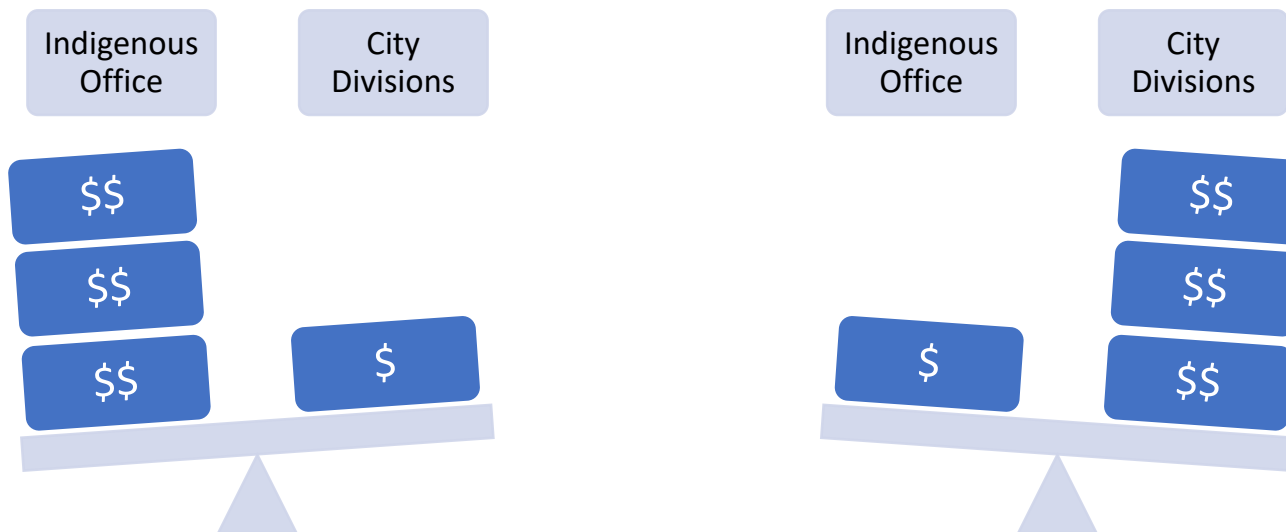 Indigenous
Office
City
Divisions
$$
$$
$$
$
Indigenous
Office
City
Divisions
$
$$
$$
$$